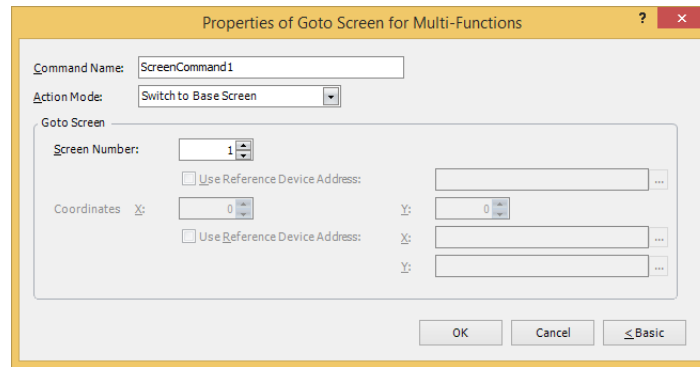 Properties of Goto Screen for Multi-Functions ? ×
Command Name: ScreenCommand1
Action Mode: Switch to Base Screen
Goto Screen
Screen Number: 1
Use Reference Device Address: ...
Coordinates X: 0 Y: 0
Use Reference Device Address: X: ...
Y: ...
OK Cancel < Basic